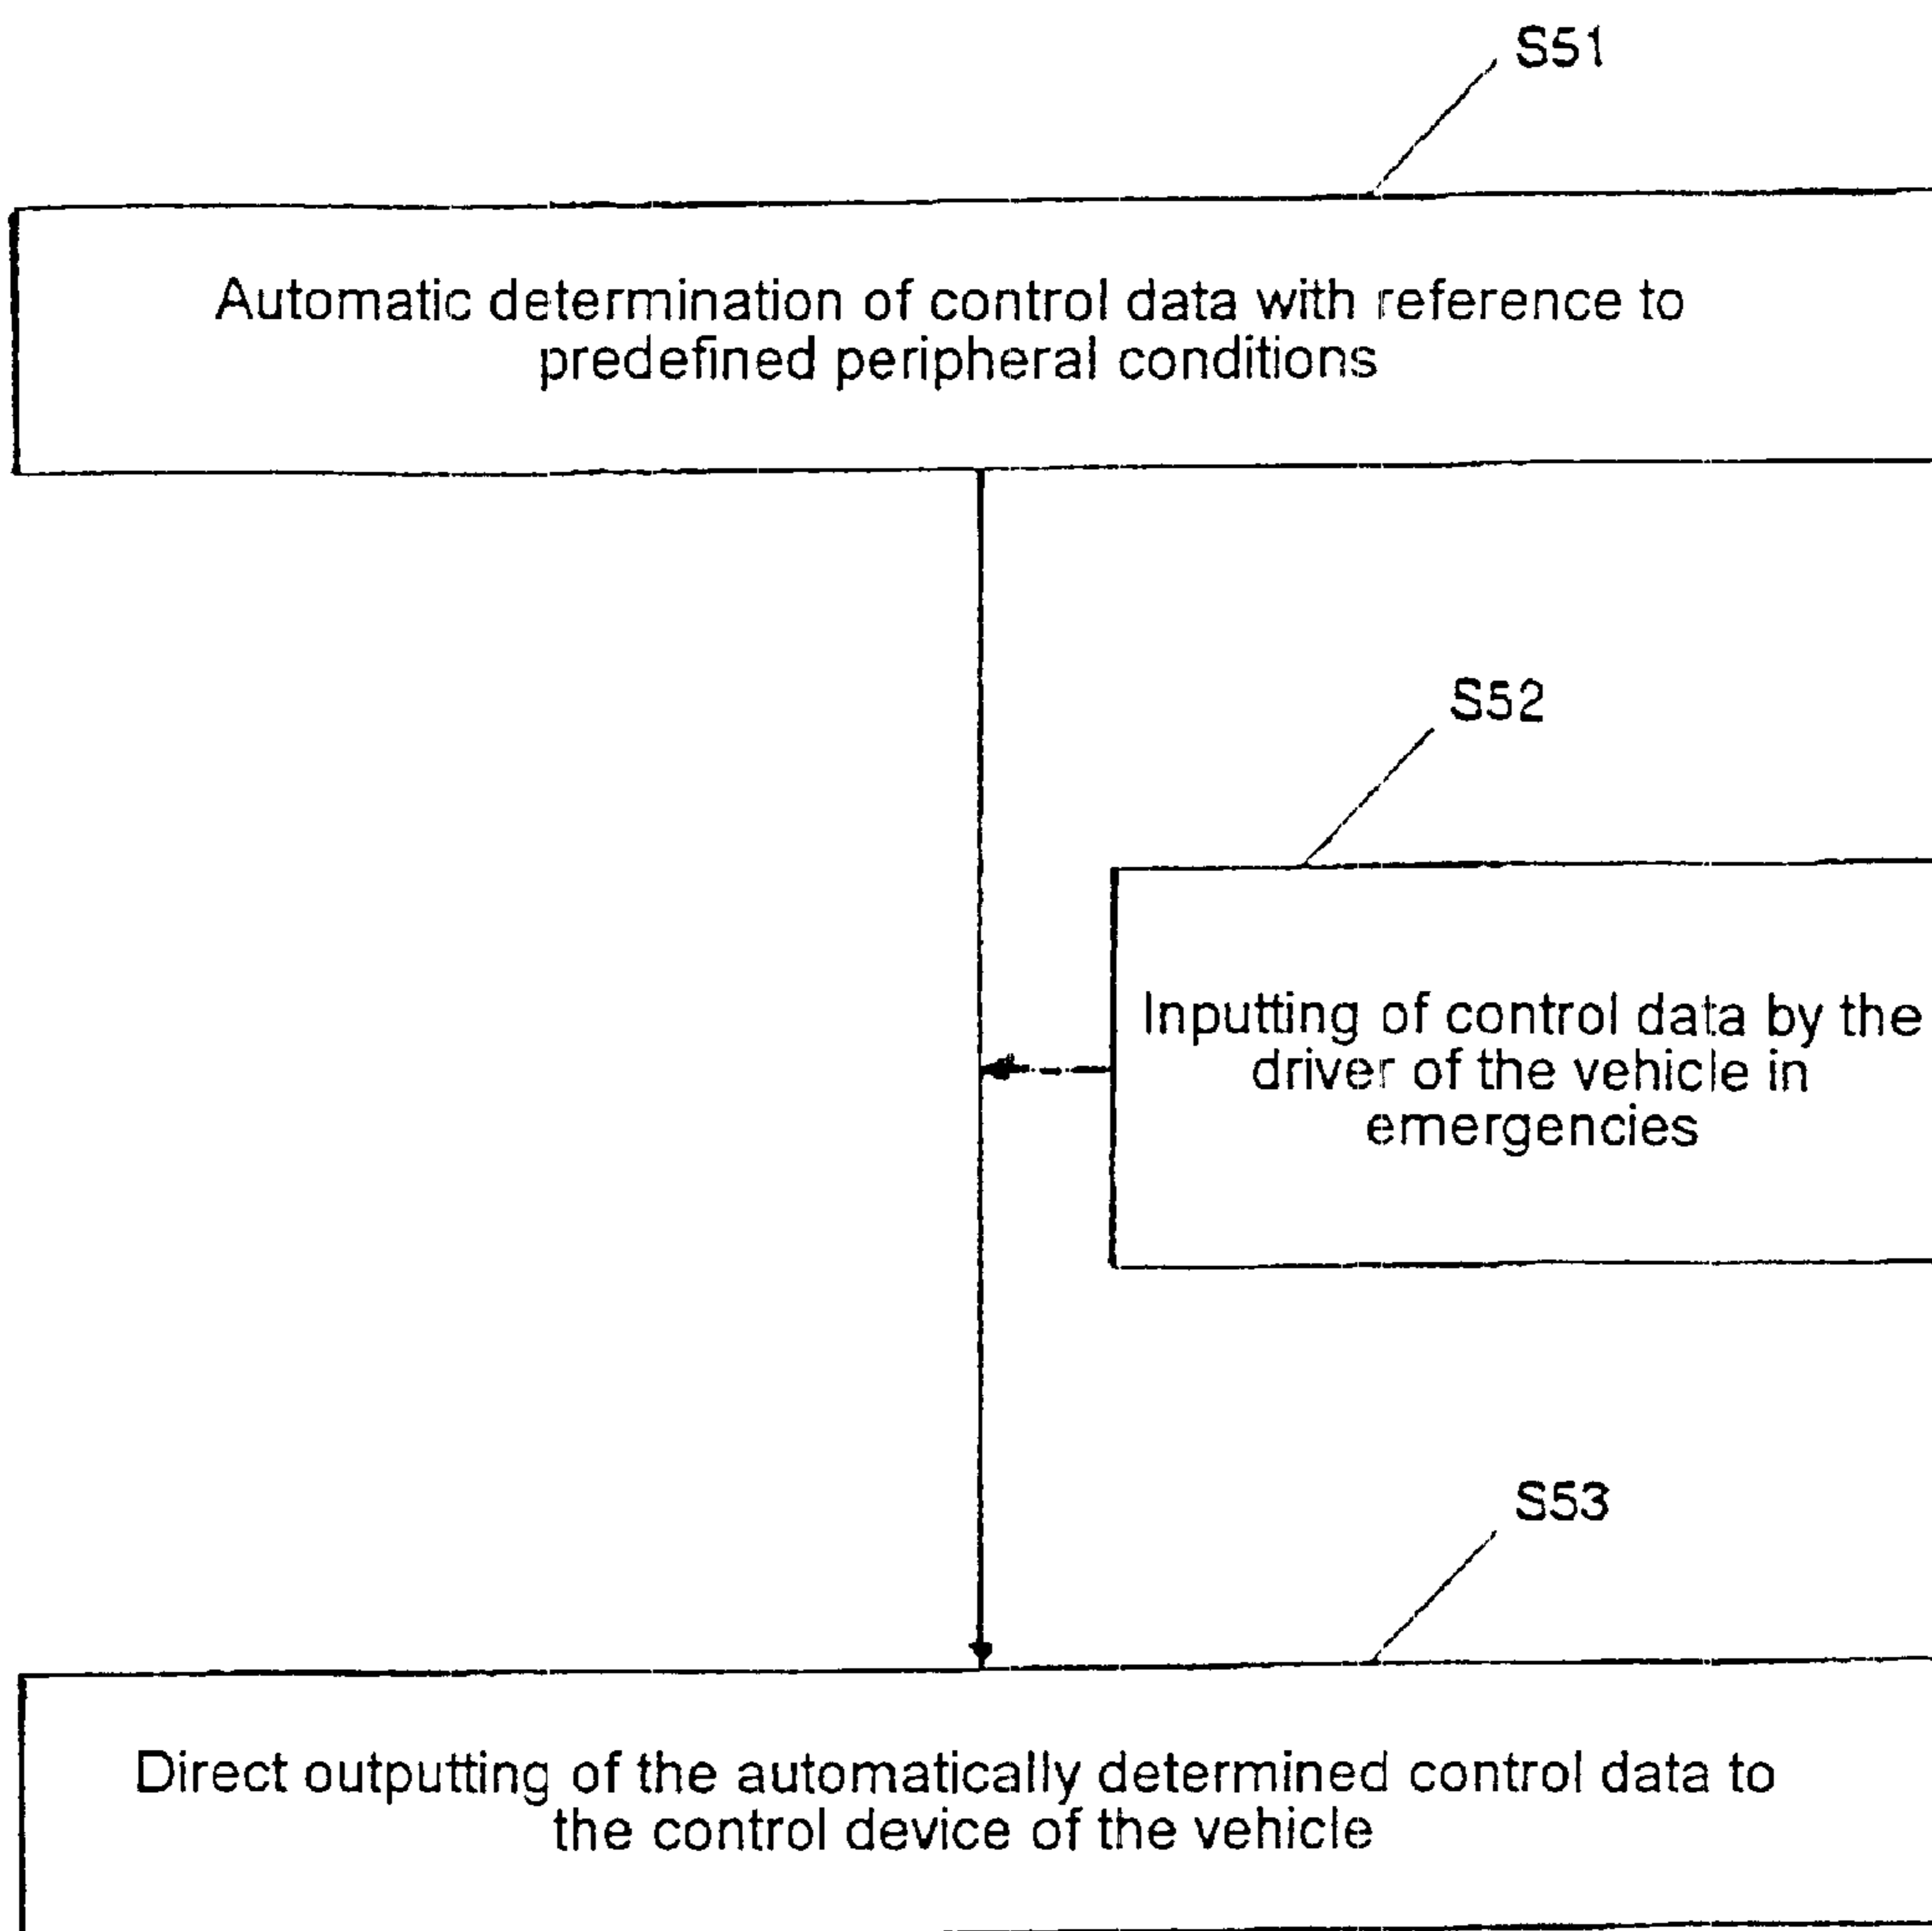 S51
Automatic determination of control data with reference to
predefined peripheral conditions
S52
Inputting of control data by the
driver of the vehicle in
emergencies
S53
Direct outputting of the automatically determined control data to
the control device of the vehicle